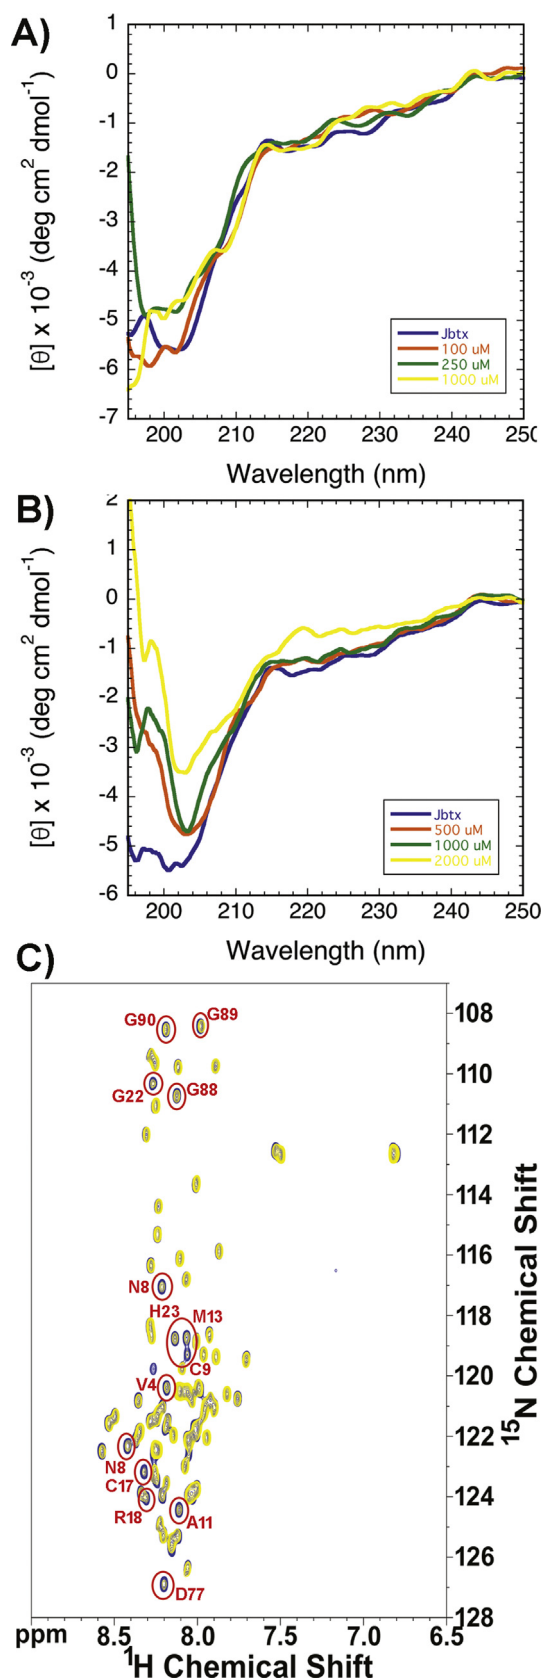 A)
1
0
-1
-2
-3
-4
-5
-6
-7
[θ] x 10⁻³ (deg cm² dmol⁻¹)
Jbtx
100 uM
250 uM
1000 uM
200 210 220 230 240 250
Wavelength (nm)
B)
2
1
0
-1
-2
-3
-4
-5
-6
[θ] x 10⁻³ (deg cm² dmol⁻¹)
Jbtx
500 uM
1000 uM
2000 uM
200 210 220 230 240 250
Wavelength (nm)
C)
G90
G89
G22
G88
N8
H23
M13
C9
V4
N8
C17
R18
A11
D77
108
110
112
114
116
118
120
122
124
126
128
¹⁵N Chemical Shift
ppm 8.5 8.0 7.5 7.0 6.5
¹H Chemical Shift